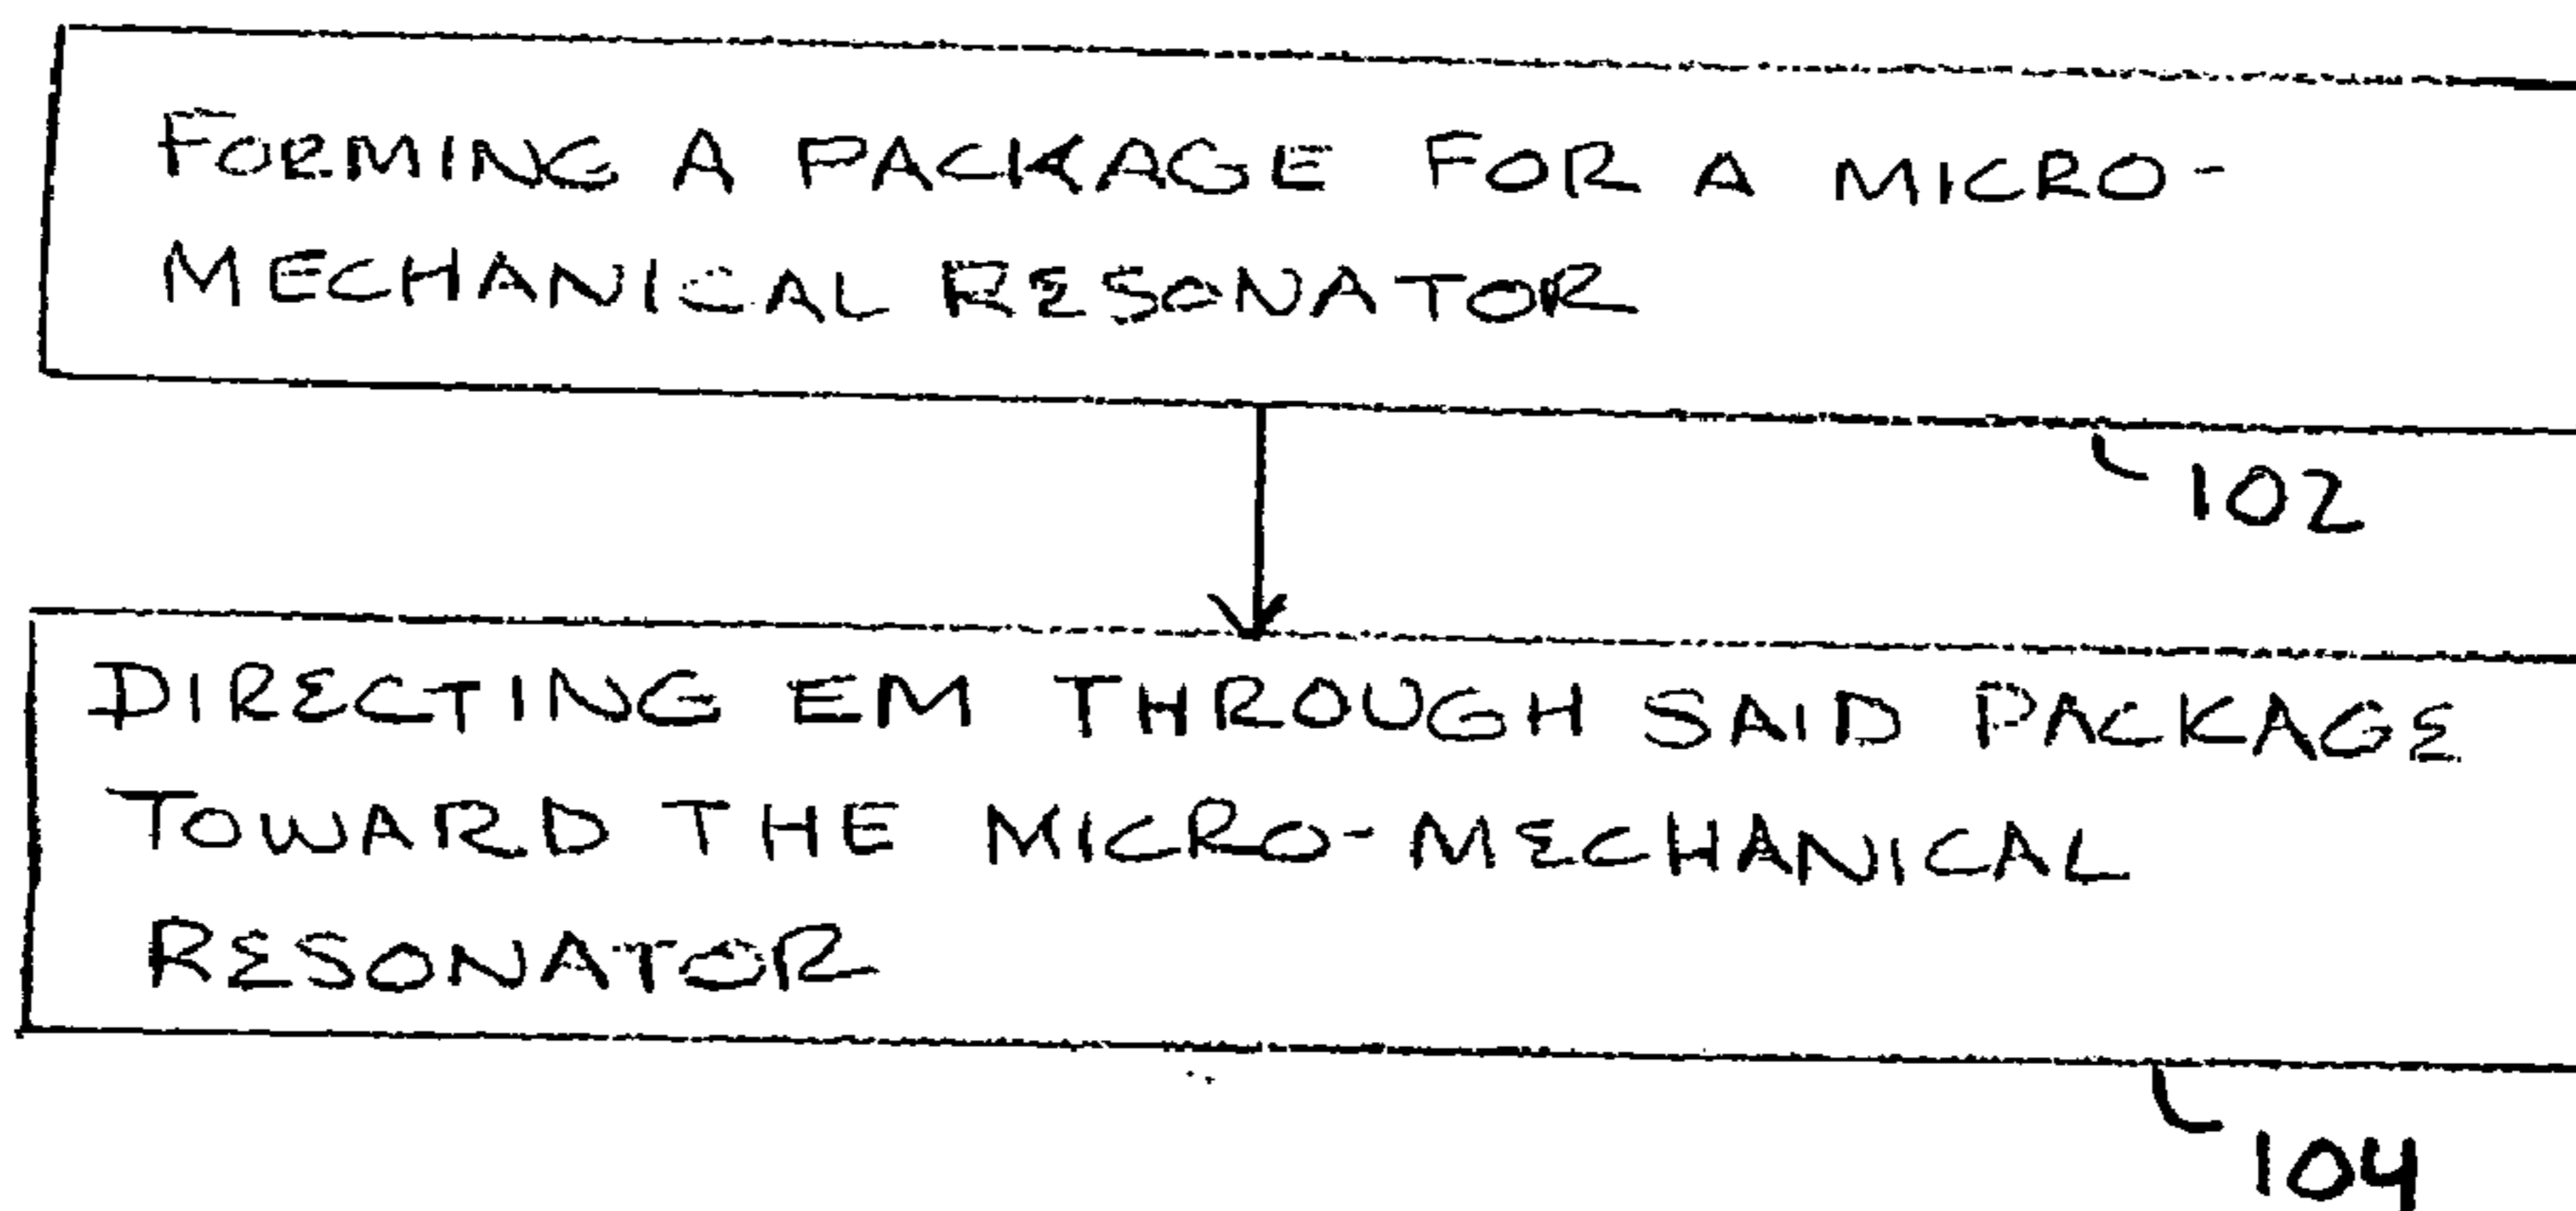 FORMING A PACKAGE FOR A MICRO-
MECHANICAL RESONATOR
102
DIRECTING EM THROUGH SAID PACKAGE
TOWARD THE MICRO-MECHANICAL
RESONATOR
104